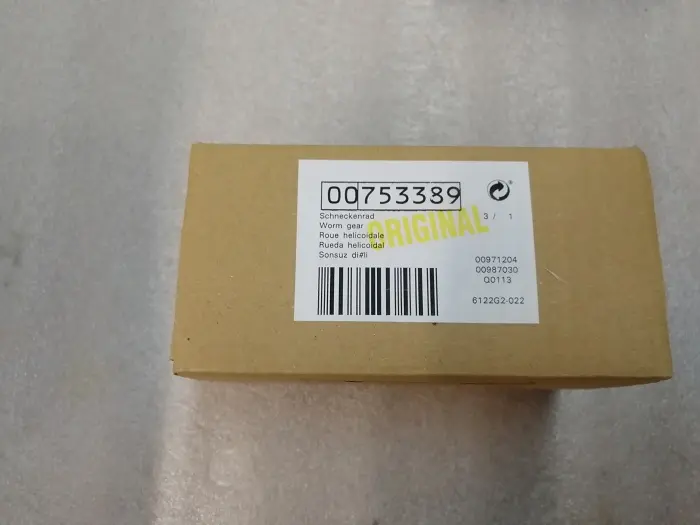 00753389
Schneckenrad
3 / 1
Worm gear
Roue helicoidale
Rueda helicoidal
Sonsuz di#li
ORIGINAL
00971204
00987030
Q0113
6122G2-022